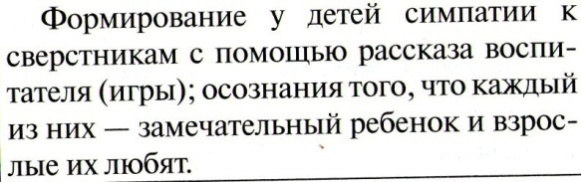 Формирование у детей симпатии к
сверстникам с помощью рассказа воспи-
тателя (игры); осознания того, что каждый
из них — замечательный ребенок и взрос-
лые их любят.